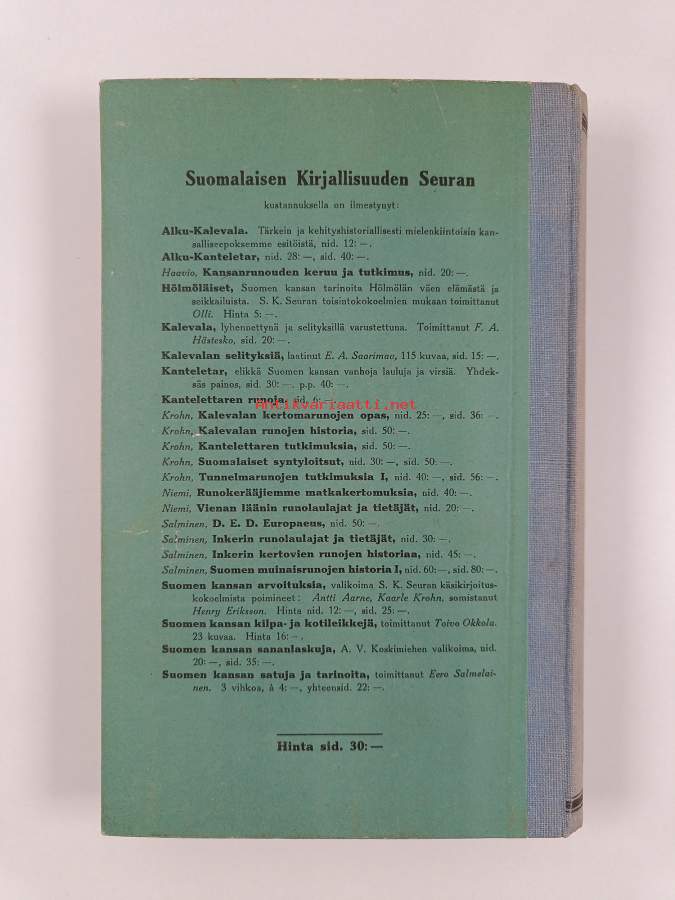 Suomalaisen Kirjallisuuden Seuran
kustannuksella on ilmestynyt:
Alku-Kalevala. Tärkein ja kehityshistoriallisesti mielenkiintoisin kan-
salliseepoksemme esitöistä, nid. 12: —.
Alku-Kanteletar, nid. 28: —, sid. 40: —.
Haavio, Kansanrunouden keruu ja tutkimus, nid. 20: —.
Hölmöläiset, Suomen kansan tarinoita Hölmölän väen elämästä ja
seikkailuista. S. K. Seuran toisintokokoelmien mukaan toimittanut
Olli. Hinta 5: —.
Kalevala, lyhennettynä ja selityksillä varustettuna. Toimittanut F. A.
Hästesko, sid. 20: —.
Kalevalan selityksiä, laatinut E. A. Saarimaa, 115 kuvaa, sid. 15: —.
Kanteletar, elikkä Suomen kansan vanhoja lauluja ja virsiä. Yhdek-
säs painos, sid. 30: —. p.p. 40: —.
Kantelettaren runoja, sid. 6: —.
Antikvariaatti.net
Krohn, Kalevalan kertomarunojen opas, nid. 25: —, sid. 36: —.
Krohn, Kalevalan runojen historia, sid. 50: —.
Krohn, Kantelettaren tutkimuksia, sid. 50: —.
Krohn, Suomalaiset syntyloitsut, nid. 30: —, sid. 50: —.
Krohn, Tunnelmarunojen tutkimuksia I, nid. 40: —, sid. 56: —.
Niemi, Runokerääjiemme matkakertomuksia, nid. 40: —.
Niemi, Vienan läänin runolaulajat ja tietäjät, nid. 20: —.
Salminen, D. E. D. Europaeus, nid. 50: —.
Salminen, Inkerin runolaulajat ja tietäjät, nid. 30: —.
Salminen, Inkerin kertovien runojen historiaa, nid. 45: —.
Salminen, Suomen muinaisrunojen historia I, nid. 60: —, sid. 80: —.
Suomen kansan arvoituksia, valikoima S. K. Seuran käsikirjoitus-
kokoelmista poimineet: Antti Aarne, Kaarle Krohn, somistanut
Henry Eriksson. Hinta nid. 12: —, sid. 25: —.
Suomen kansan kilpa- ja kotileikkejä, toimittanut Toivo Okkola.
23 kuvaa. Hinta 16: —.
Suomen kansan sananlaskuja, A. V. Koskimiehen valikoima, nid.
20: —, sid. 35: —.
Suomen kansan satuja ja tarinoita, toimittanut Eero Salmelai-
nen. 3 vihkoa, à 4: —, yhteensid. 22: —.
Hinta sid. 30: —